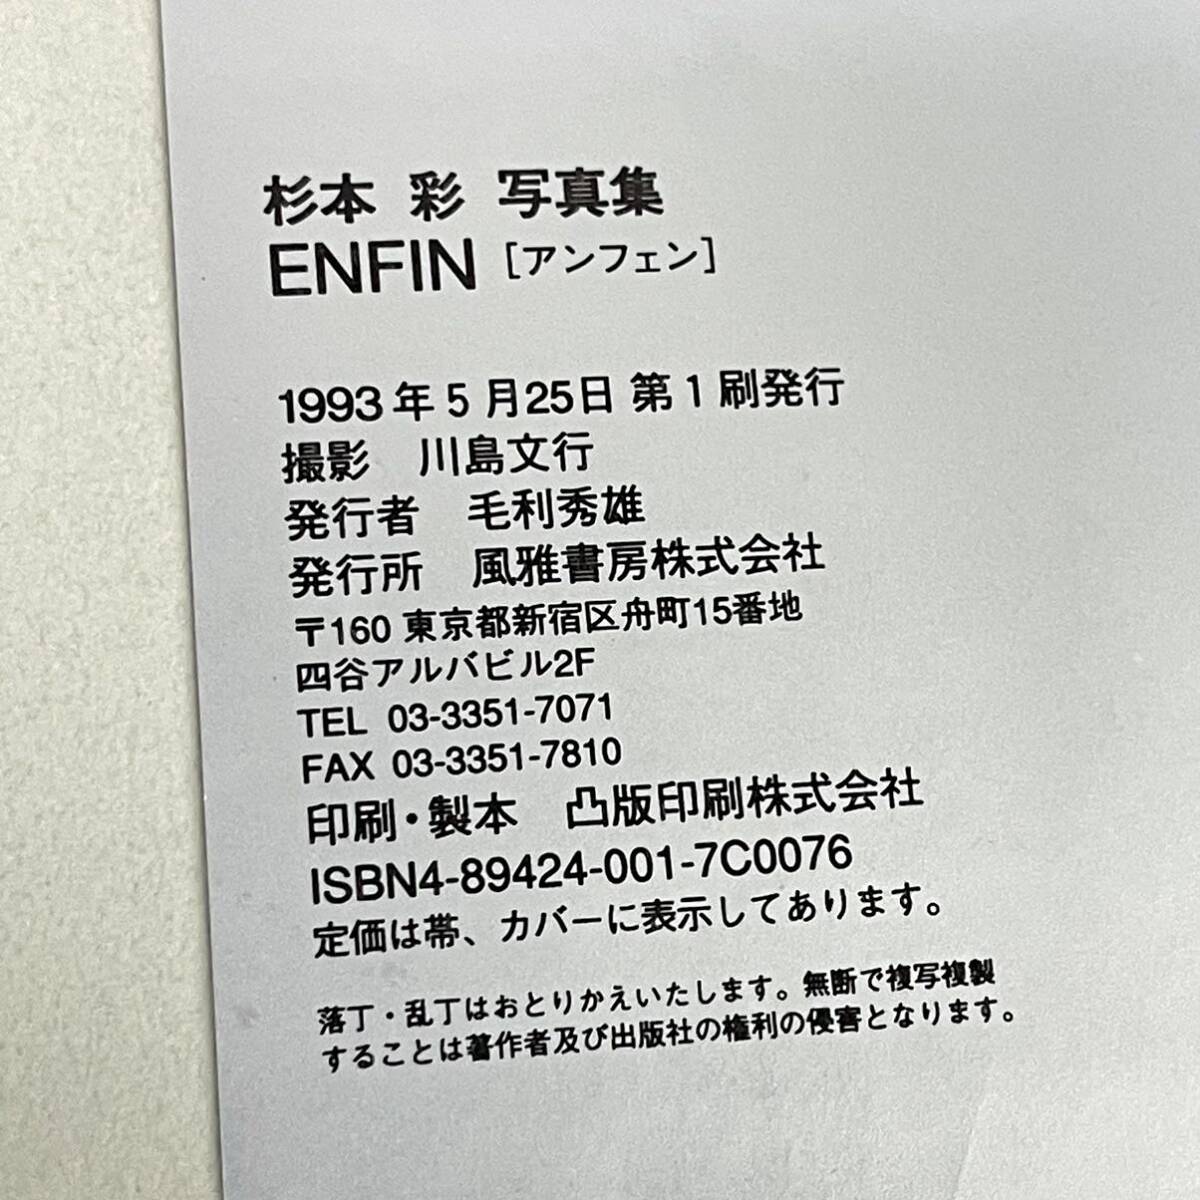 杉本 彩 写真集
ENFIN [アンフェン]
1993年5月25日 第1刷発行
撮影 川島文行
発行者 毛利秀雄
発行所 風雅書房株式会社
〒160 東京都新宿区舟町15番地
四谷アルバビル2F
TEL 03-3351-7071
FAX 03-3351-7810
印刷・製本 凸版印刷株式会社
ISBN4-89424-001-7C0076
定価は帯、カバーに表示してあります。
落丁・乱丁はおとりかえいたします。無断で複写複製
することは著作者及び出版社の権利の侵害となります。